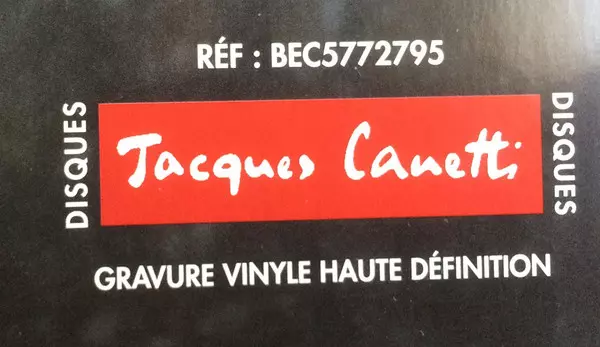 RÉF : BEC5772795
DISQUES
Jacques Canetti
DISQUES
GRAVURE VINYLE HAUTE DÉFINITION